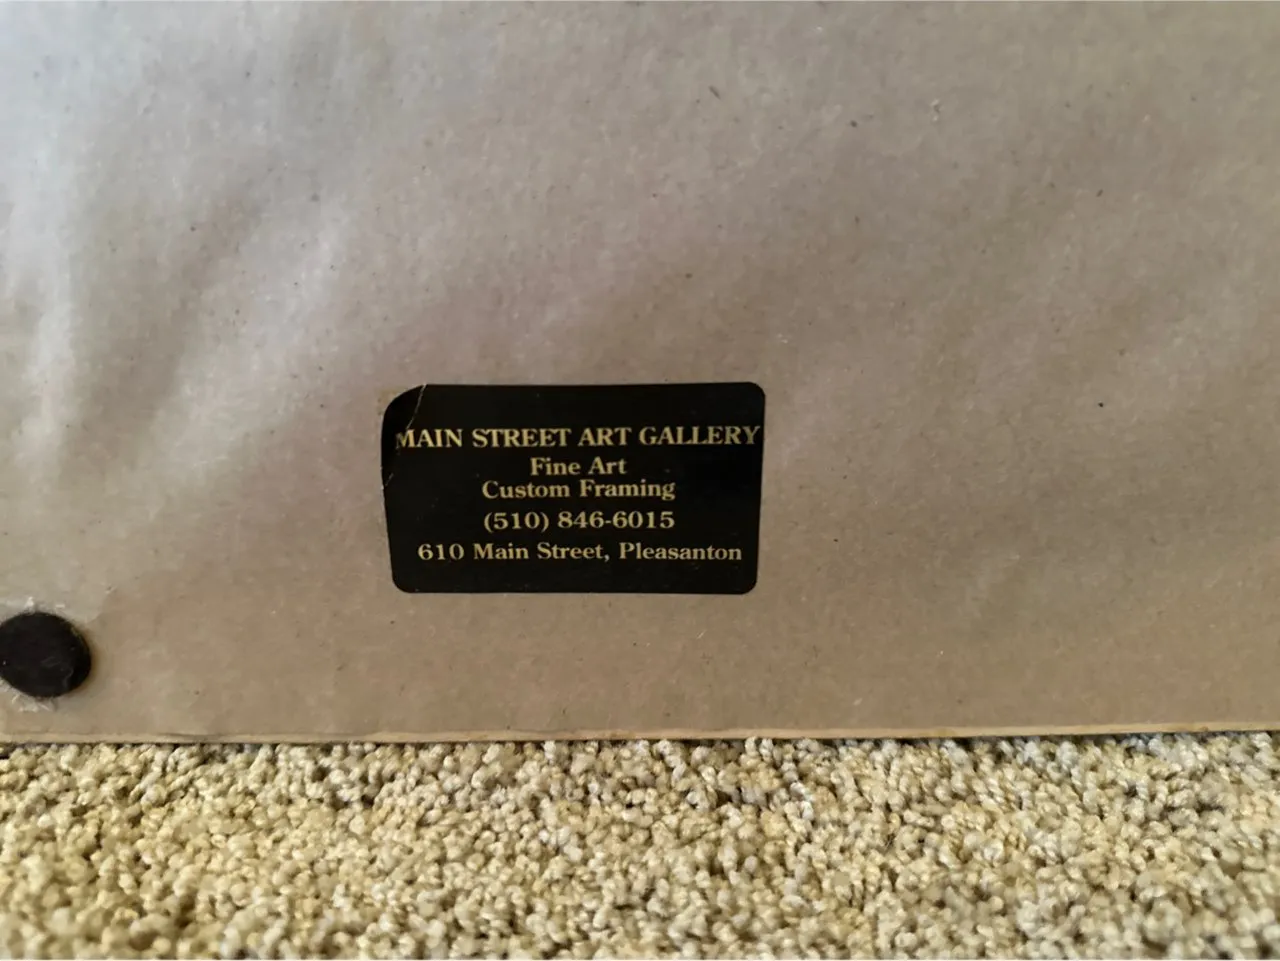 MAIN STREET ART GALLERY
Fine Art
Custom Framing
(510) 846-6015
610 Main Street, Pleasanton